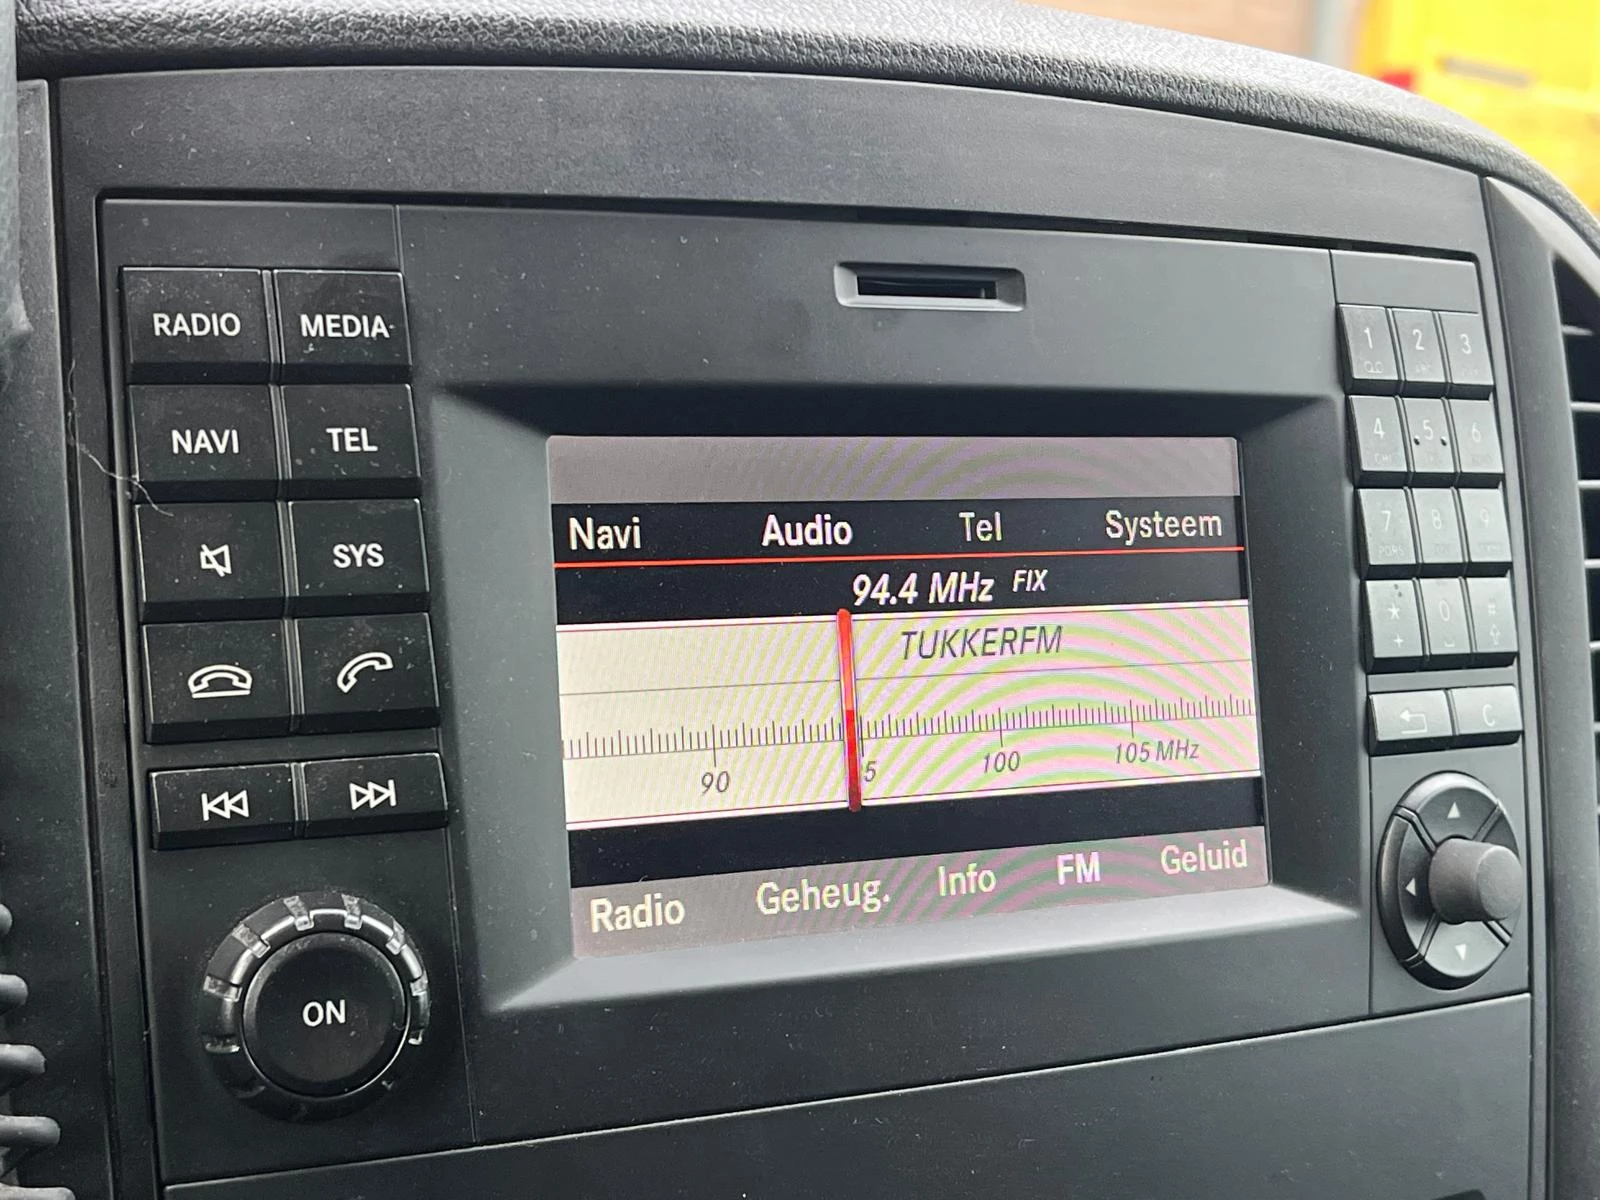 RADIO MEDIA
NAVI TEL
SYS
ON
Navi Audio Tel Systeem
94.4 MHz FIX
TUKKERFM
90 5 100 105 MHz
Radio Geheug. Info FM Geluid
1 2 3
4 5 6
7 8 9
PQRS
* 0 #
+
C